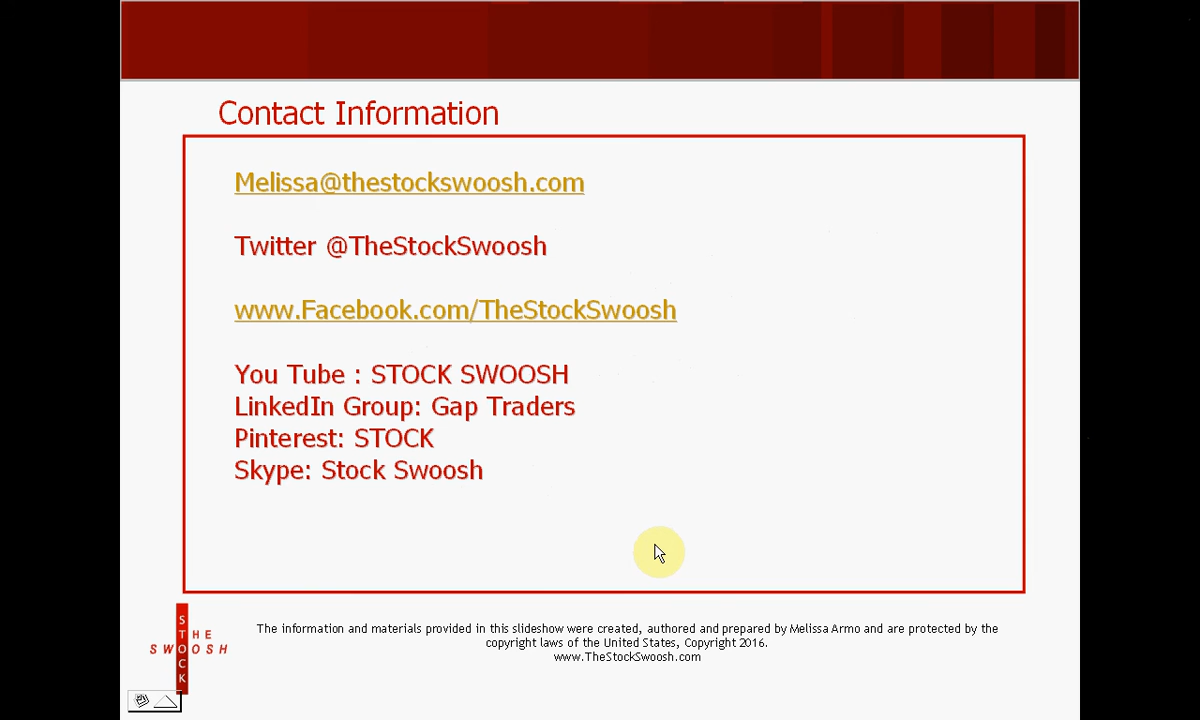 Contact Information
Melissa@thestockswoosh.com
Twitter @TheStockSwoosh
www.Facebook.com/TheStockSwoosh
You Tube : STOCK SWOOSH
LinkedIn Group: Gap Traders
Pinterest: STOCK
Skype: Stock Swoosh
THE
STOCK
SWOOSH
The information and materials provided in this slideshow were created, authored and prepared by Melissa Armo and are protected by the
copyright laws of the United States, Copyright 2016.
www.TheStockSwoosh.com